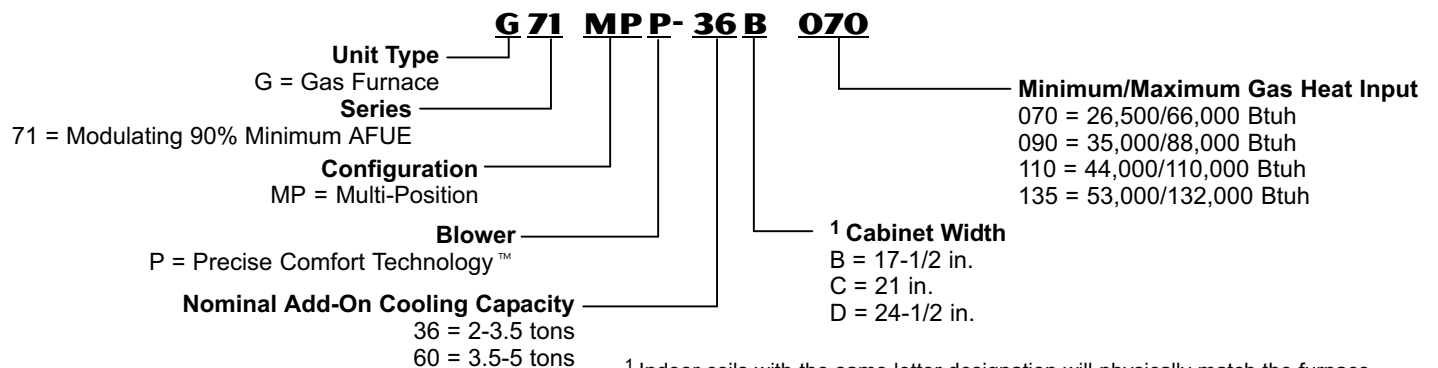 G 71 MP P- 36 B 070
Unit Type
G = Gas Furnace
Series
71 = Modulating 90% Minimum AFUE
Configuration
MP = Multi-Position
Blower
P = Precise Comfort Technology™
Nominal Add-On Cooling Capacity
36 = 2-3.5 tons
60 = 3.5-5 tons
Minimum/Maximum Gas Heat Input
070 = 26,500/66,000 Btuh
090 = 35,000/88,000 Btuh
110 = 44,000/110,000 Btuh
135 = 53,000/132,000 Btuh
1 Cabinet Width
B = 17-1/2 in.
C = 21 in.
D = 24-1/2 in.
1 Indoor coils with the same letter designation will physically match the furnace